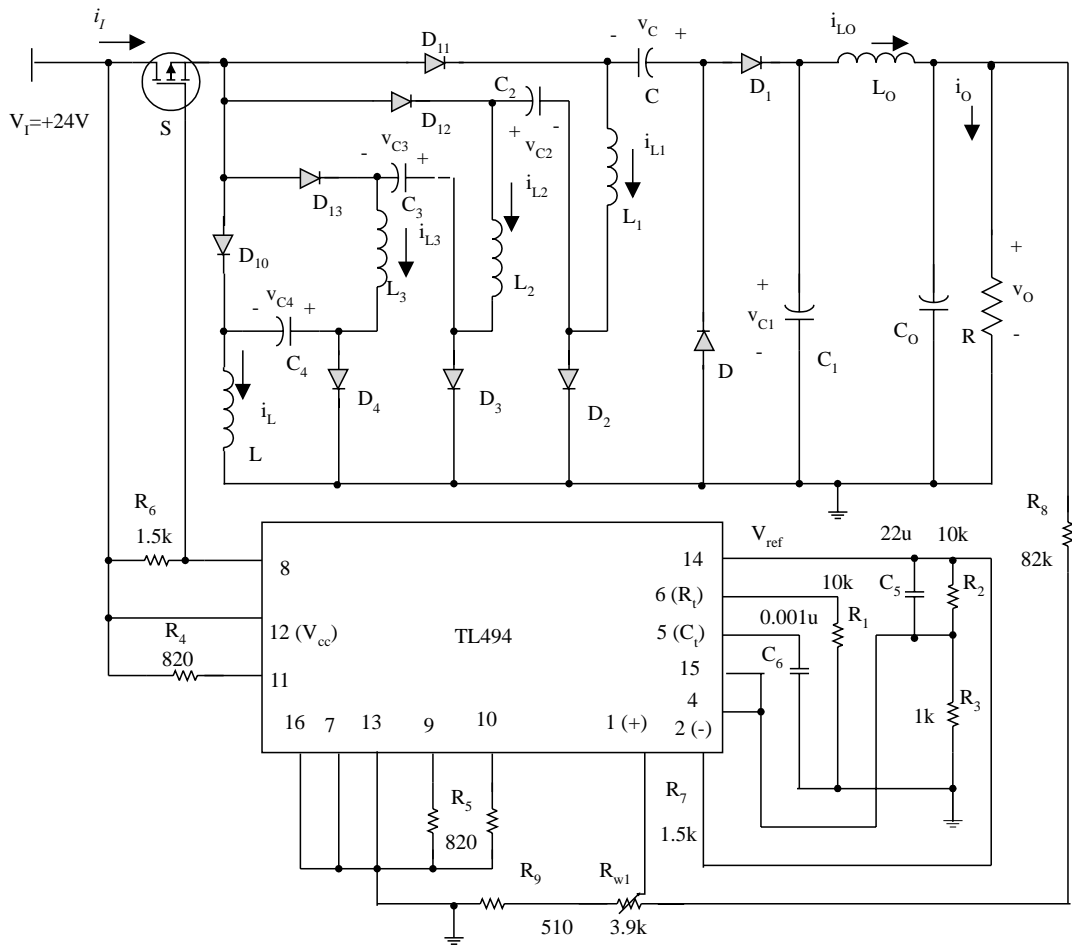 i_I
D_11
- v_C +
C
D_1
i_LO
L_O
i_O
V_I=+24V
S
D_12
C_2
+ v_C2 -
- v_C3 +
C_3
D_13
i_L1
L_1
i_L2
L_2
i_L3
L_3
D_10
- v_C4 +
C_4
i_L
L
D_4
D_3
D_2
D
+
v_C1
-
C_1
C_O
R
+
v_O
-
R_6
1.5k
R_4
820
8
12 (V_cc)
11
TL494
14
6 (R_t)
5 (C_t)
15
4
2 (-)
16 7 13 9 10 1 (+)
V_ref
22u 10k
C_5 R_2
10k
0.001u R_1
C_6
R_3
1k
R_8
82k
R_7
1.5k
R_5
820
R_9 R_w1
510 3.9k